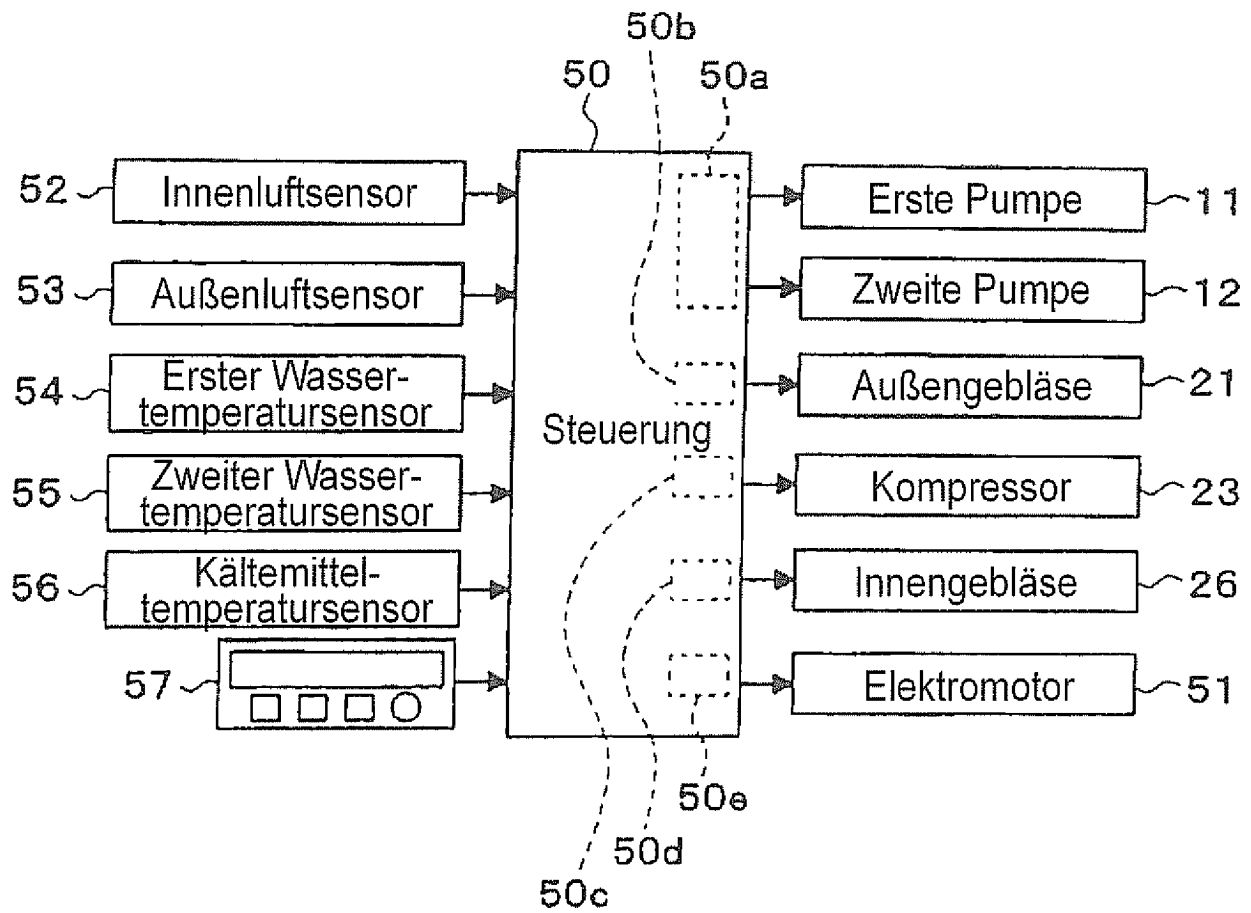 50b
50
50a
52
Innenluftsensor
Erste Pumpe
11
53
Außenluftsensor
Zweite Pumpe
12
54
Erster Wasser-
temperatursensor
Außengebläse
21
Steuerung
55
Zweiter Wasser-
temperatursensor
Kompressor
23
56
Kältemittel-
temperatursensor
Innengebläse
26
57
Elektromotor
51
50e
50d
50c